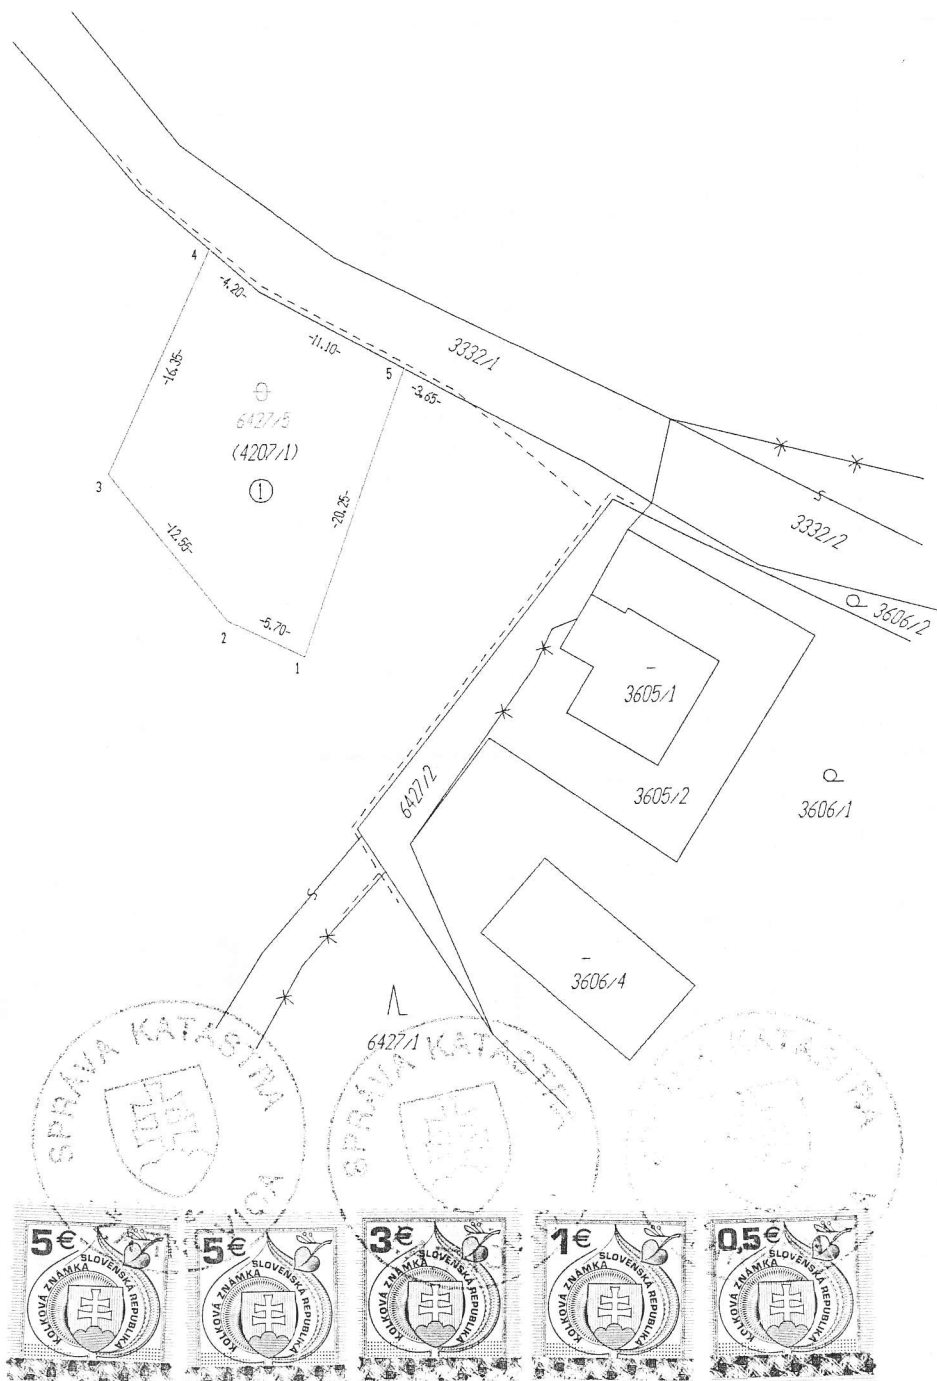 4
-4.20-
-11.10-
3332/1
-16.35-
5
-3.65-
6427/5
(4207/1)
1
3
-20.25-
S
3332/2
-12.55-
3606/2
2
-5.70-
1
3605/1
6427/2
3605/2
3606/1
S
3606/4
6427/1
SPRÁVA KATASTRA
SPRÁVA KATASTRA
KATASTRA
5€
KOLKOVÁ ZNÁMKA
SLOVENSKÁ REPUBLIKA
5€
KOLKOVÁ ZNÁMKA
SLOVENSKÁ REPUBLIKA
3€
KOLKOVÁ ZNÁMKA
SLOVENSKÁ REPUBLIKA
1€
KOLKOVÁ ZNÁMKA
SLOVENSKÁ REPUBLIKA
0,5€
KOLKOVÁ ZNÁMKA
SLOVENSKÁ REPUBLIKA